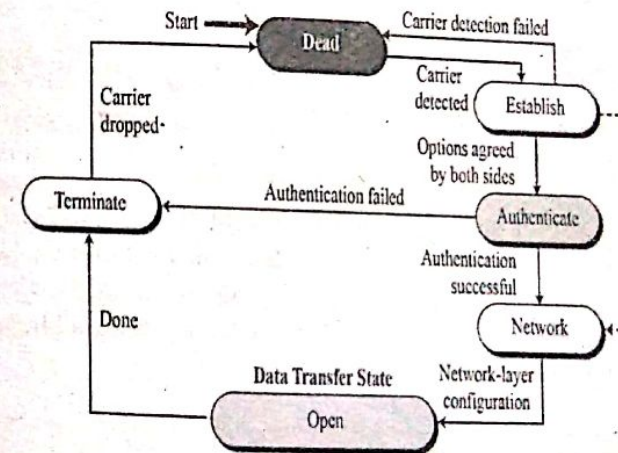 Start
Dead
Carrier detection failed
Carrier
detected
Establish
Carrier
dropped-
Options agreed
by both sides
Terminate
Authentication failed
Authenticate
Authentication
successful
Done
Network
Data Transfer State
Network-layer
configuration
Open